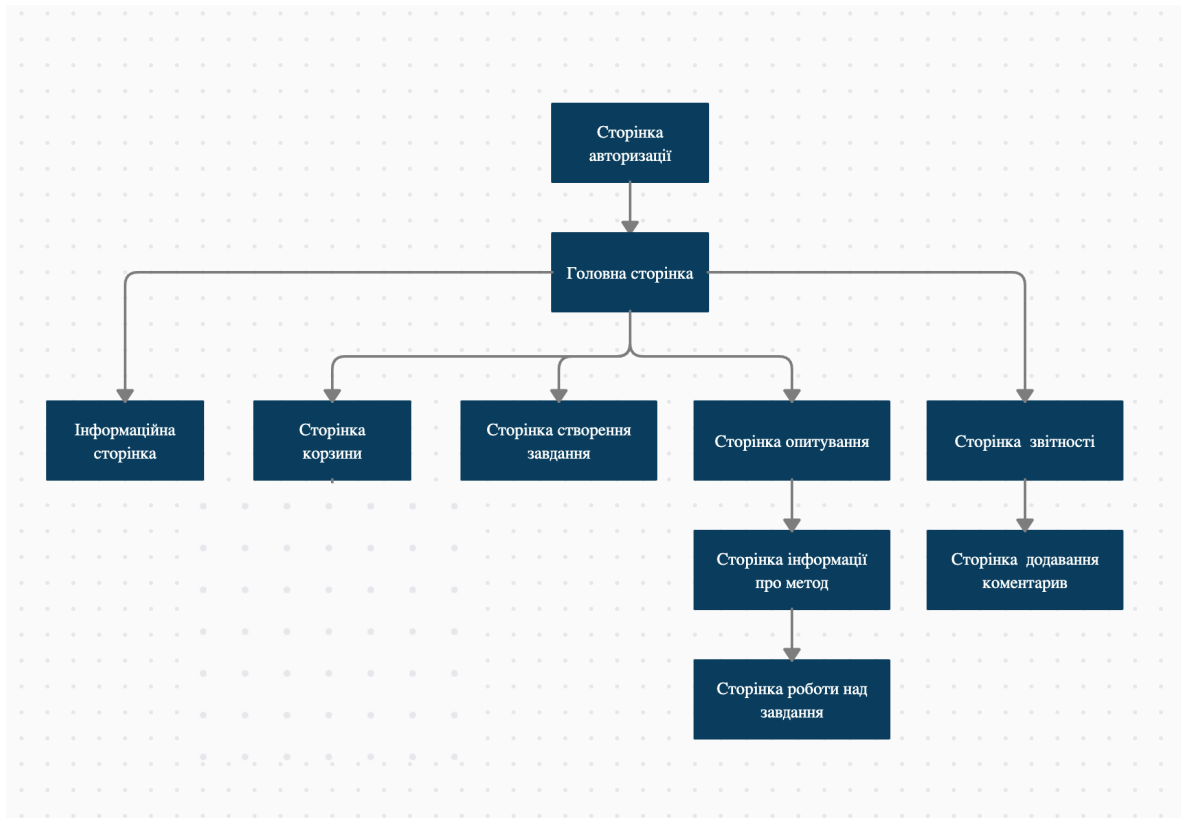 Сторінка
авторизації
Головна сторінка
Інформаційна
сторінка
Сторінка
корзини
Сторінка створення
завдання
Сторінка опитування
Сторінка  звітності
Сторінка інформації
про метод
Сторінка  додавання
коментарив
Сторінка роботи над
завдання